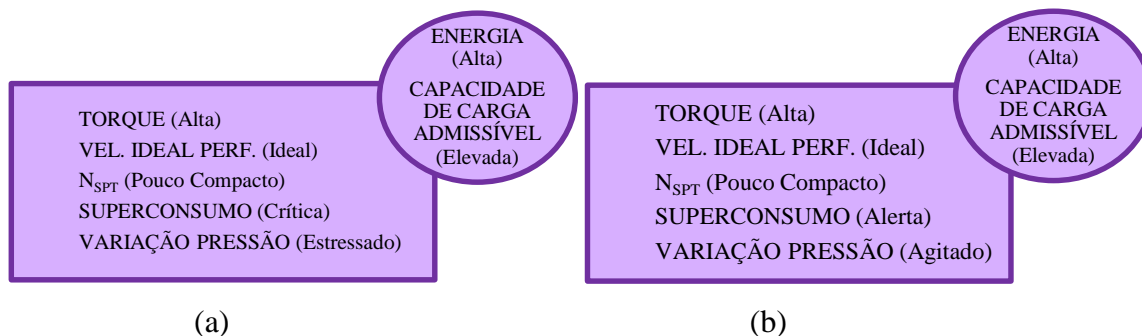 ENERGIA
(Alta)
CAPACIDADE
DE CARGA
ADMISSÍVEL
(Elevada)
TORQUE (Alta)
VEL. IDEAL PERF. (Ideal)
NSPT (Pouco Compacto)
SUPERCONSUMO (Crítica)
VARIAÇÃO PRESSÃO (Estressado)
(a)
ENERGIA
(Alta)
CAPACIDADE
DE CARGA
ADMISSÍVEL
(Elevada)
TORQUE (Alta)
VEL. IDEAL PERF. (Ideal)
NSPT (Pouco Compacto)
SUPERCONSUMO (Alerta)
VARIAÇÃO PRESSÃO (Agitado)
(b)